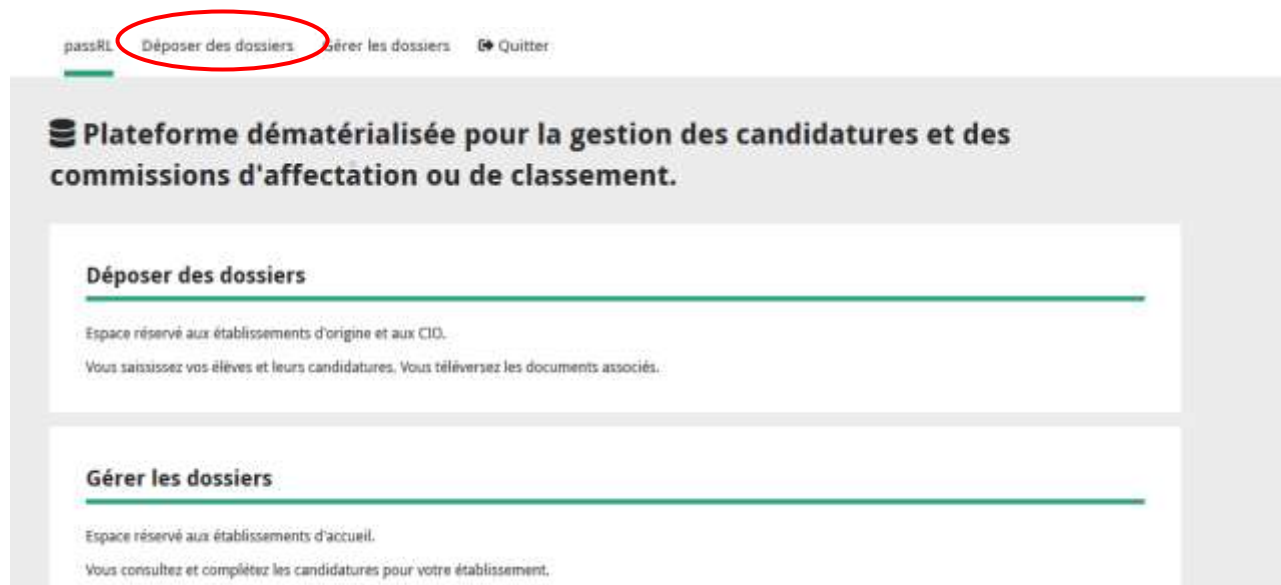 passRL Déposer des dossiers Gérer les dossiers Quitter
Plateforme dématérialisée pour la gestion des candidatures et des
commissions d'affectation ou de classement.
Déposer des dossiers
Espace réservé aux établissements d'origine et aux CIO.
Vous saississez vos élèves et leurs candidatures. Vous téléversez les documents associés.
Gérer les dossiers
Espace réservé aux établissements d'accueil.
Vous consultez et complétez les candidatures pour votre établissement.